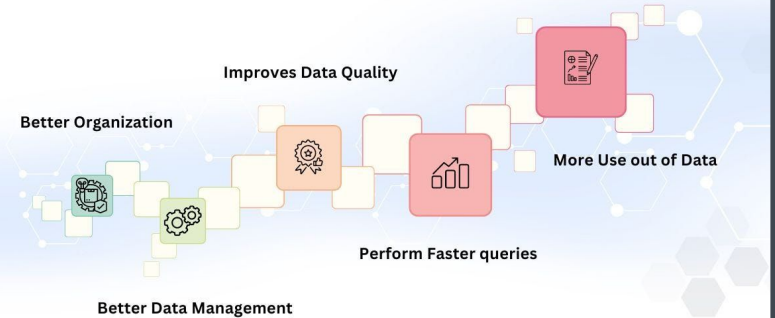 Improves Data Quality
Better Organization
More Use out of Data
Perform Faster queries
Better Data Management